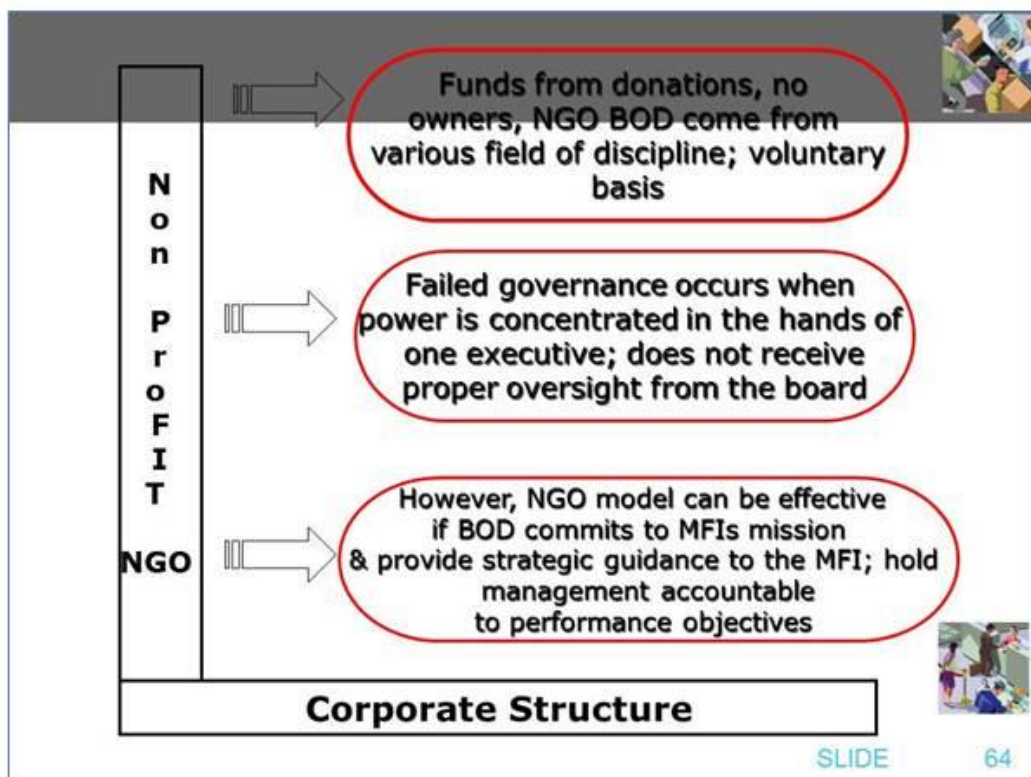 Funds from donations, no
owners, NGO BOD come from
various field of discipline; voluntary
basis
N
o
n
P
r
o
F
I
T
NGO
Failed governance occurs when
power is concentrated in the hands of
one executive; does not receive
proper oversight from the board
However, NGO model can be effective
if BOD commits to MFIs mission
& provide strategic guidance to the MFI; hold
management accountable
to performance objectives
Corporate Structure
SLIDE 64